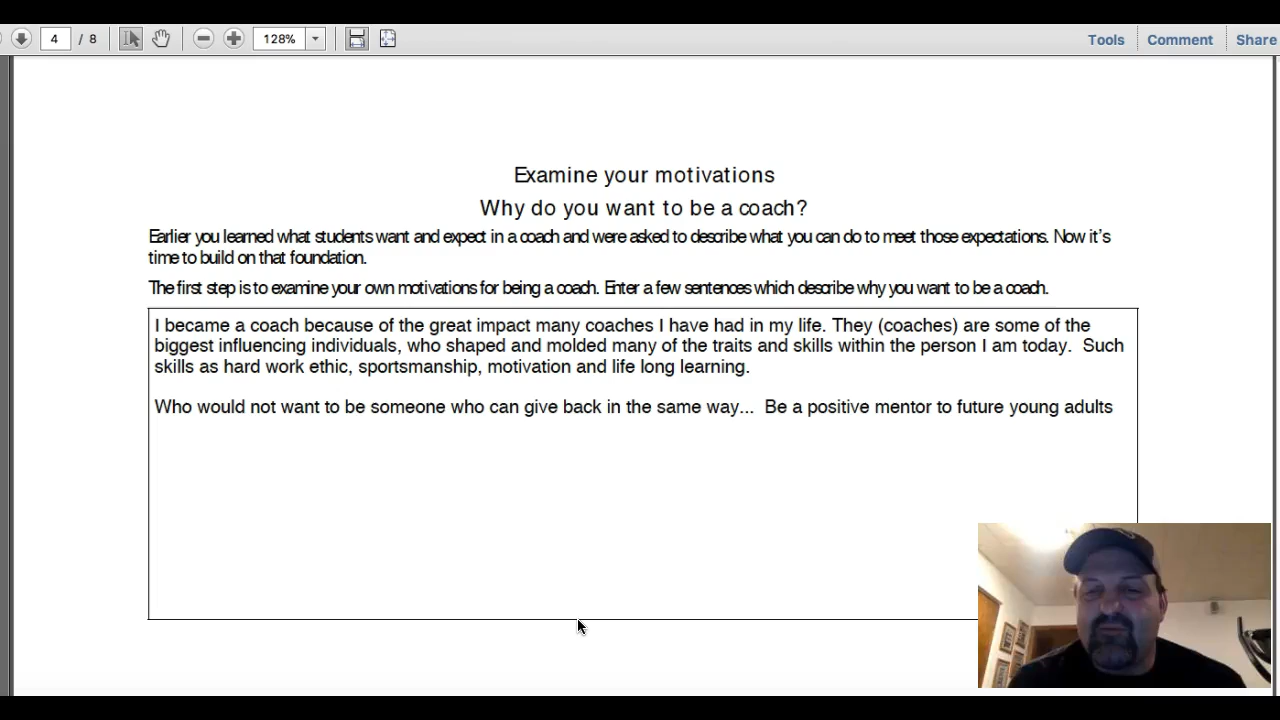 4 / 8 128% Tools Comment Share
Examine your motivations
Why do you want to be a coach?
Earlier you learned what students want and expect in a coach and were asked to describe what you can do to meet those expectations. Now it's
time to build on that foundation.
The first step is to examine your own motivations for being a coach. Enter a few sentences which describe why you want to be a coach.
I became a coach because of the great impact many coaches I have had in my life. They (coaches) are some of the
biggest influencing individuals, who shaped and molded many of the traits and skills within the person I am today.  Such
skills as hard work ethic, sportsmanship, motivation and life long learning.
Who would not want to be someone who can give back in the same way...  Be a positive mentor to future young adults